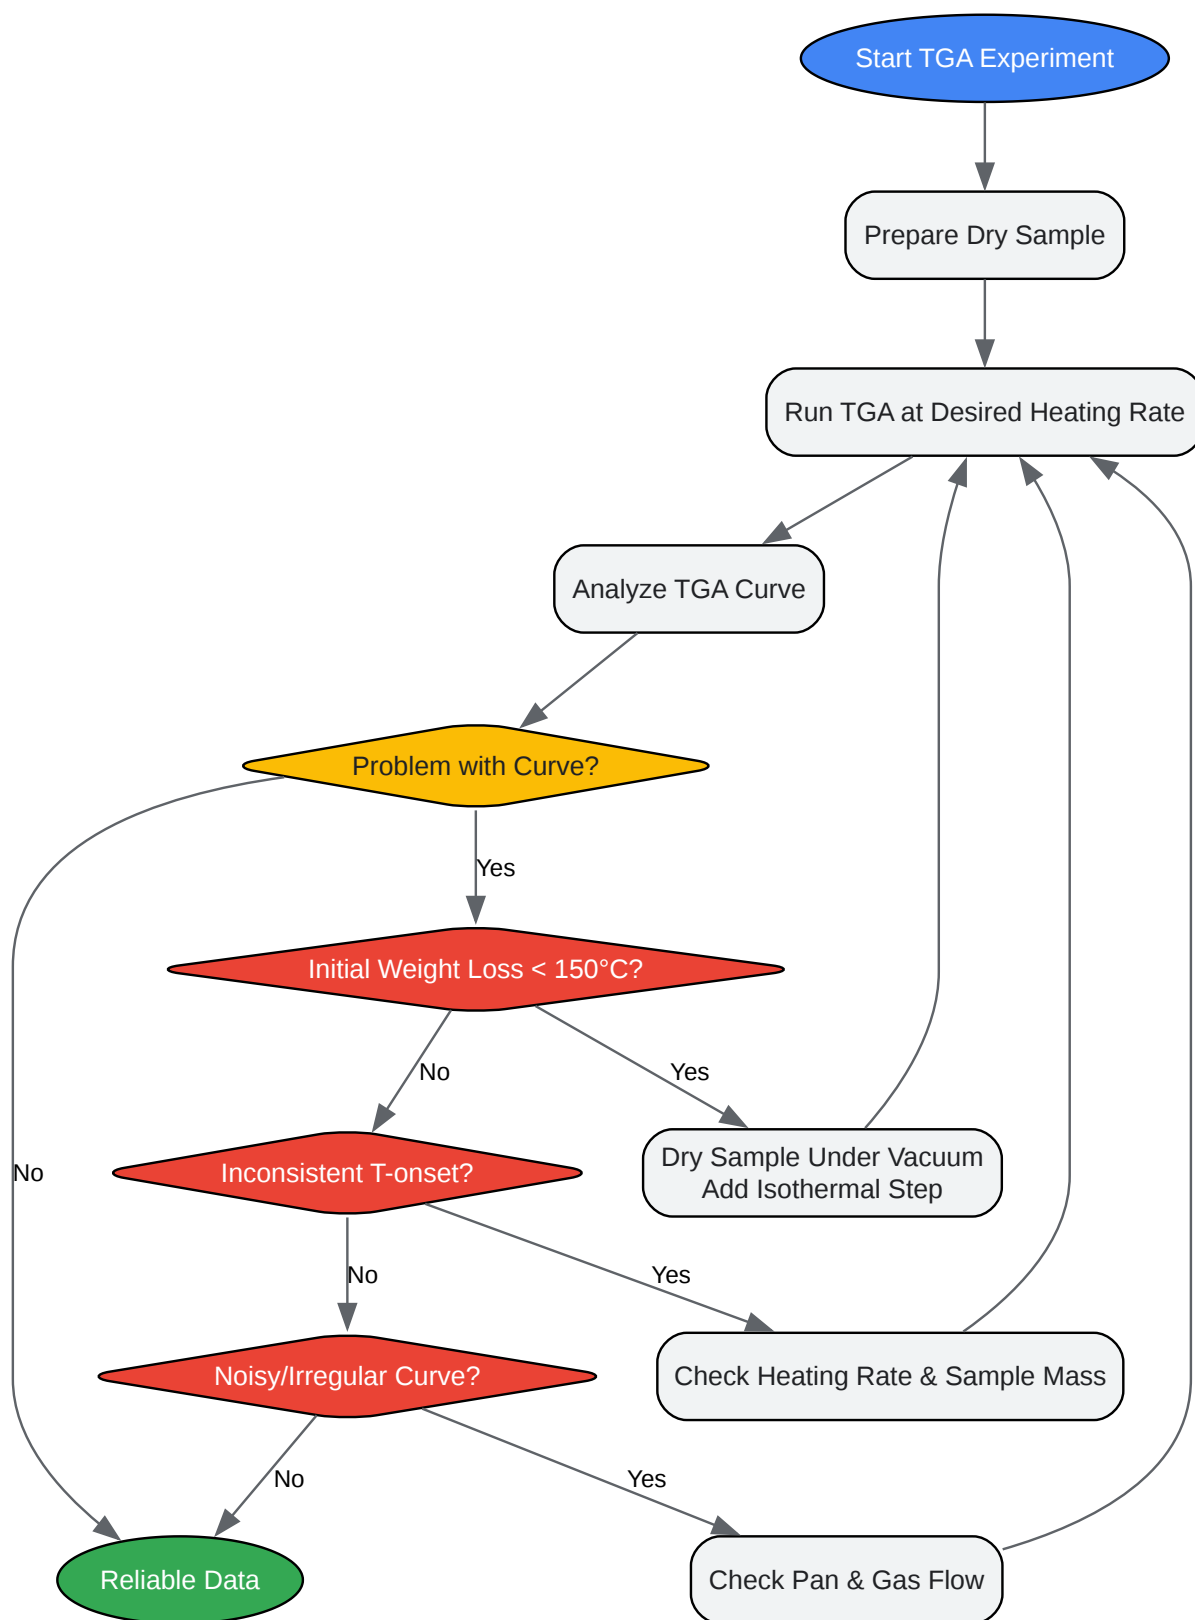 Start TGA Experiment
Prepare Dry Sample
Run TGA at Desired Heating Rate
Analyze TGA Curve
Problem with Curve?
Yes
Initial Weight Loss < 150°C?
No
Yes
Dry Sample Under Vacuum
Add Isothermal Step
No
Inconsistent T-onset?
No
Yes
Noisy/Irregular Curve?
Check Heating Rate & Sample Mass
No
Yes
Reliable Data
Check Pan & Gas Flow